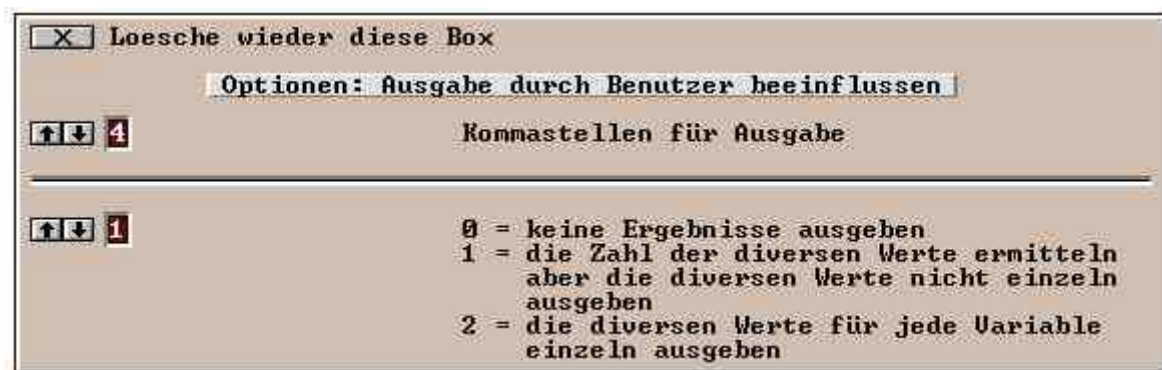 X Loesche wieder diese Box
Optionen: Ausgabe durch Benutzer beeinflussen
4 Kommastellen für Ausgabe
1 0 = keine Ergebnisse ausgeben
1 = die Zahl der diversen Werte ermitteln
aber die diversen Werte nicht einzeln
ausgeben
2 = die diversen Werte für jede Variable
einzeln ausgeben